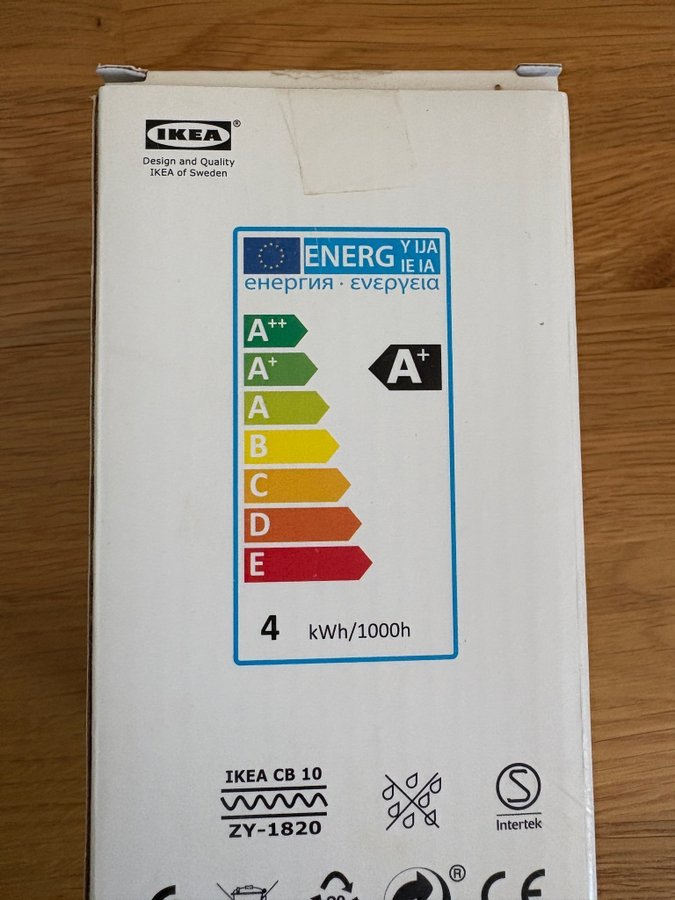 IKEA®
Design and Quality
IKEA of Sweden
ENERG Y IJA
IE IA
енергия · ενεργεια
A++
A+
A+
A
B
C
D
E
4 kWh/1000h
IKEA CB 10
ZY-1820
S
Intertek
®
CE